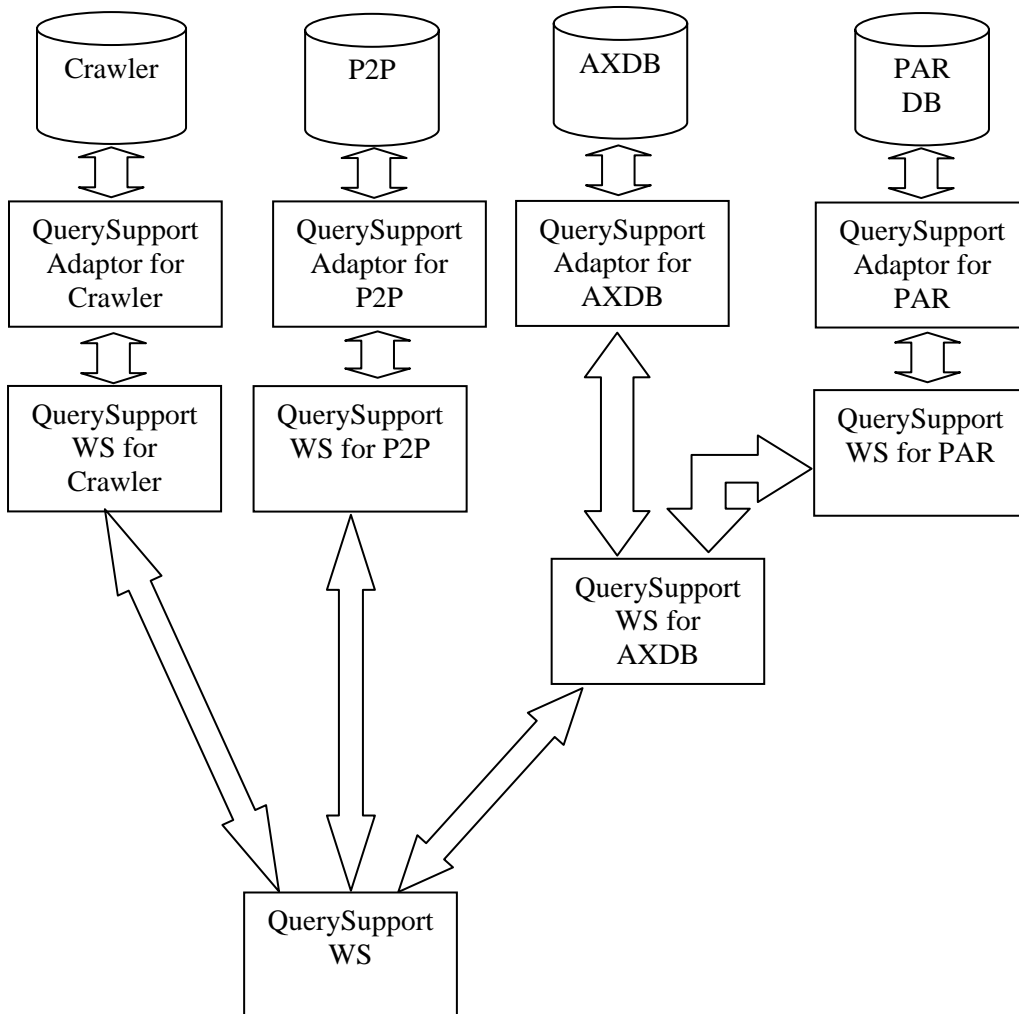 Crawler
P2P
AXDB
PAR
DB
QuerySupport
Adaptor for
Crawler
QuerySupport
Adaptor for
P2P
QuerySupport
Adaptor for
AXDB
QuerySupport
Adaptor for
PAR
QuerySupport
WS for
Crawler
QuerySupport
WS for P2P
QuerySupport
WS for PAR
QuerySupport
WS for
AXDB
QuerySupport
WS